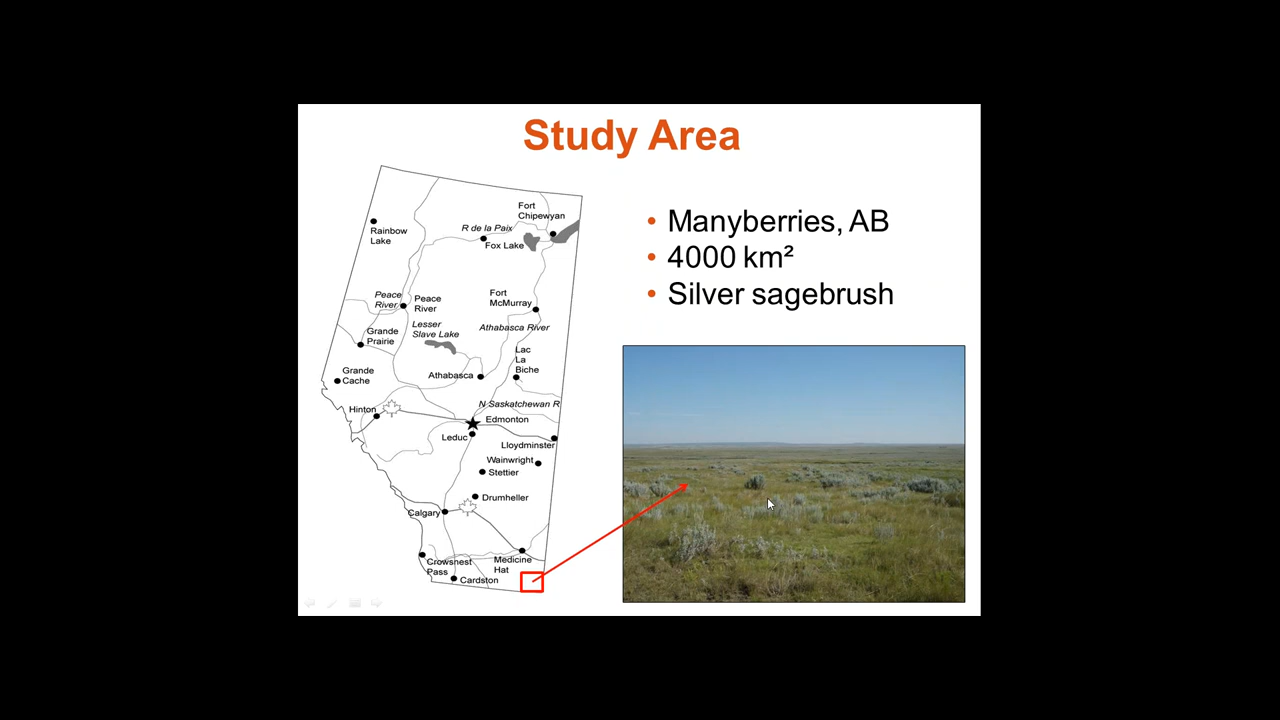 Study Area
• Manyberries, AB
• 4000 km²
• Silver sagebrush
Fort
Chipewyan
R de la Paix
Fox Lake
Rainbow
Lake
Peace
River
Peace
River
Fort
McMurray
Lesser
Slave Lake
Athabasca River
Grande
Prairie
Lac
La
Biche
Grande
Cache
Athabasca
N Saskatchewan R
Hinton
Edmonton
Leduc
Lloydminster
Wainwright
Stettler
Drumheller
Calgary
Crowsnest
Pass
Medicine
Hat
Cardston